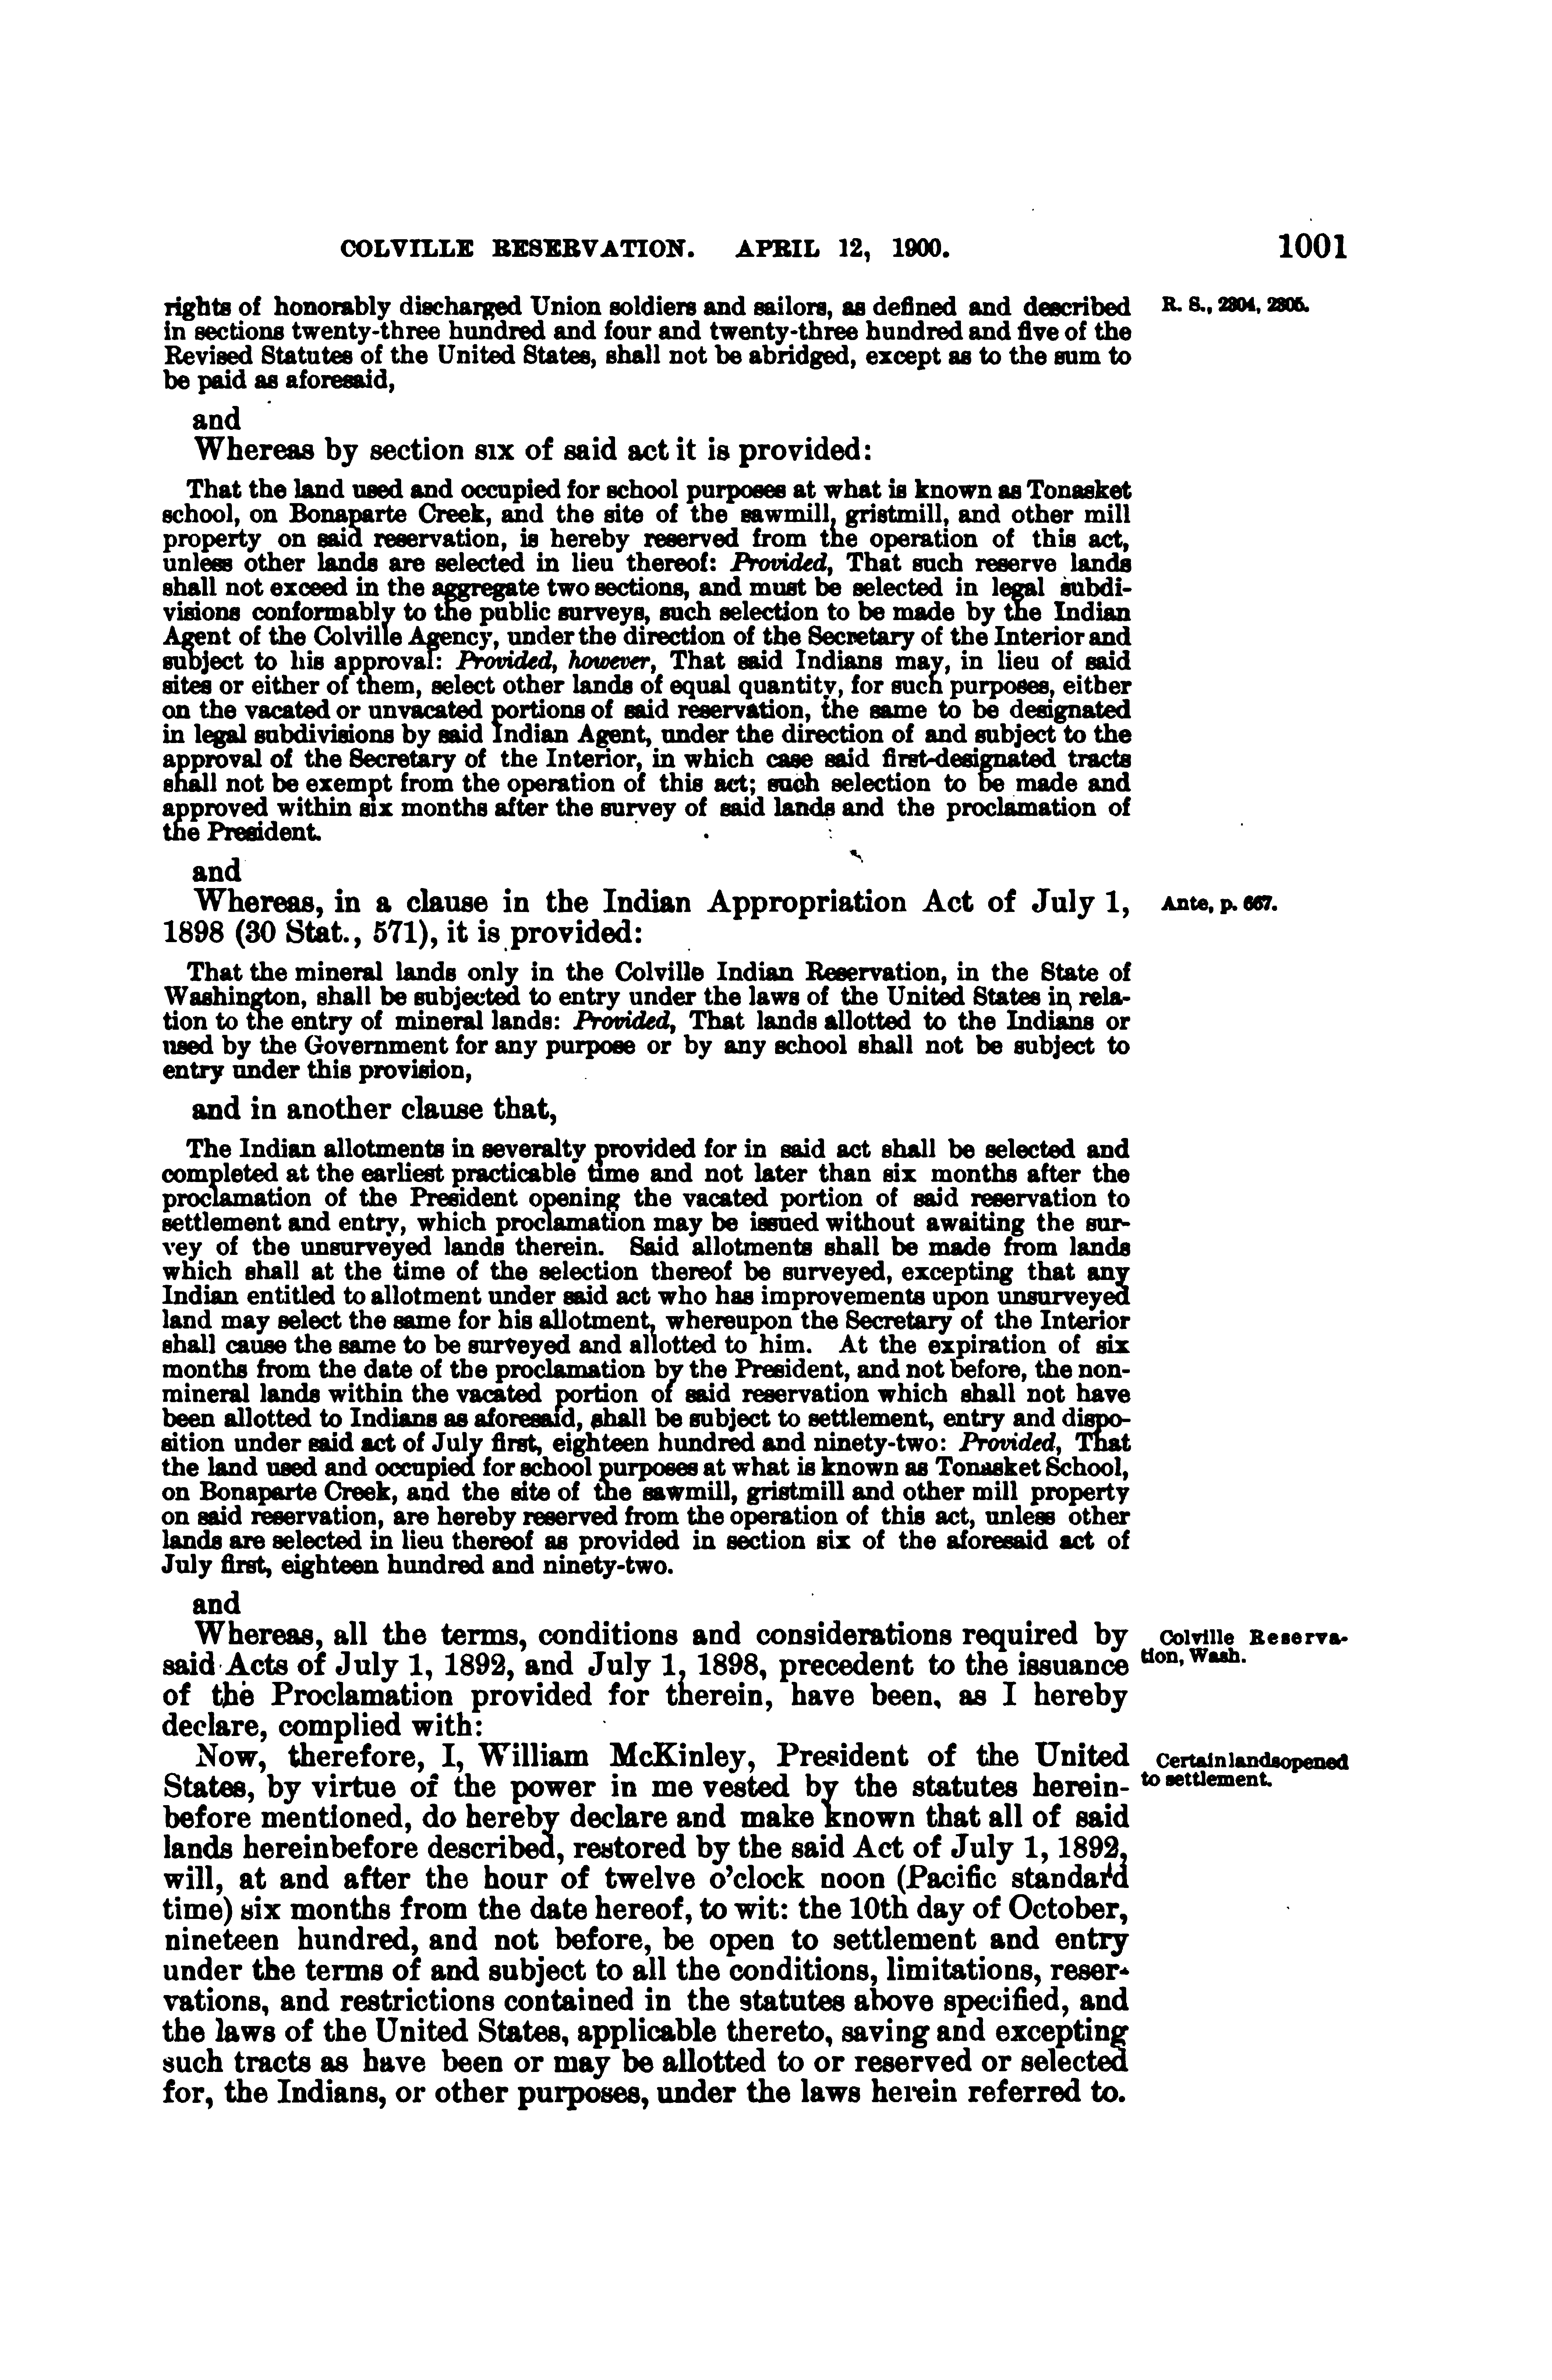 COLVILLE RESERVATION. APRIL 12, 1900. 1001
rights of honorably discharged Union soldiers and sailors, as defined and described
R. S., 2304, 2305.
in sections twenty-three hundred and four and twenty-three hundred and five of the
Revised Statutes of the United States, shall not be abridged, except as to the sum to
be paid as aforesaid,
and
Whereas by section six of said act it is provided:
That the land used and occupied for school purposes at what is known as Tonasket
school, on Bonaparte Creek, and the site of the sawmill, gristmill, and other mill
property on said reservation, is hereby reserved from the operation of this act,
unless other lands are selected in lieu thereof: Provided, That such reserve lands
shall not exceed in the aggregate two sections, and must be selected in legal subdi-
visions conformably to the public surveys, such selection to be made by the Indian
Agent of the Colville Agency, under the direction of the Secretary of the Interior and
subject to his approval: Provided, however, That said Indians may, in lieu of said
sites or either of them, select other lands of equal quantity, for such purposes, either
on the vacated or unvacated portions of said reservation, the same to be designated
in legal subdivisions by said Indian Agent, under the direction of and subject to the
approval of the Secretary of the Interior, in which case said first-designated tracts
shall not be exempt from the operation of this act; such selection to be made and
approved within six months after the survey of said lands and the proclamation of
the President.
and
Whereas, in a clause in the Indian Appropriation Act of July 1,
Ante, p. 667.
1898 (30 Stat., 571), it is provided:
That the mineral lands only in the Colville Indian Reservation, in the State of
Washington, shall be subjected to entry under the laws of the United States in rela-
tion to the entry of mineral lands: Provided, That lands allotted to the Indians or
used by the Government for any purpose or by any school shall not be subject to
entry under this provision,
and in another clause that,
The Indian allotments in severalty provided for in said act shall be selected and
completed at the earliest practicable time and not later than six months after the
proclamation of the President opening the vacated portion of said reservation to
settlement and entry, which proclamation may be issued without awaiting the sur-
vey of the unsurveyed lands therein. Said allotments shall be made from lands
which shall at the time of the selection thereof be surveyed, excepting that any
Indian entitled to allotment under said act who has improvements upon unsurveyed
land may select the same for his allotment, whereupon the Secretary of the Interior
shall cause the same to be surveyed and allotted to him. At the expiration of six
months from the date of the proclamation by the President, and not before, the non-
mineral lands within the vacated portion of said reservation which shall not have
been allotted to Indians as aforesaid, shall be subject to settlement, entry and dispo-
sition under said act of July first, eighteen hundred and ninety-two: Provided, That
the land used and occupied for school purposes at what is known as Tonasket School,
on Bonaparte Creek, and the site of the sawmill, gristmill and other mill property
on said reservation, are hereby reserved from the operation of this act, unless other
lands are selected in lieu thereof as provided in section six of the aforesaid act of
July first, eighteen hundred and ninety-two.
and
Whereas, all the terms, conditions and considerations required by
Colville Reserva-
said Acts of July 1, 1892, and July 1, 1898, precedent to the issuance
tion, Wash.
of the Proclamation provided for therein, have been, as I hereby
declare, complied with:
Now, therefore, I, William McKinley, President of the United
Certain lands opened
States, by virtue of the power in me vested by the statutes herein-
to settlement.
before mentioned, do hereby declare and make known that all of said
lands hereinbefore described, restored by the said Act of July 1, 1892,
will, at and after the hour of twelve o'clock noon (Pacific standard
time) six months from the date hereof, to wit: the 10th day of October,
nineteen hundred, and not before, be open to settlement and entry
under the terms of and subject to all the conditions, limitations, reser-
vations, and restrictions contained in the statutes above specified, and
the laws of the United States, applicable thereto, saving and excepting
such tracts as have been or may be allotted to or reserved or selected
for, the Indians, or other purposes, under the laws herein referred to.